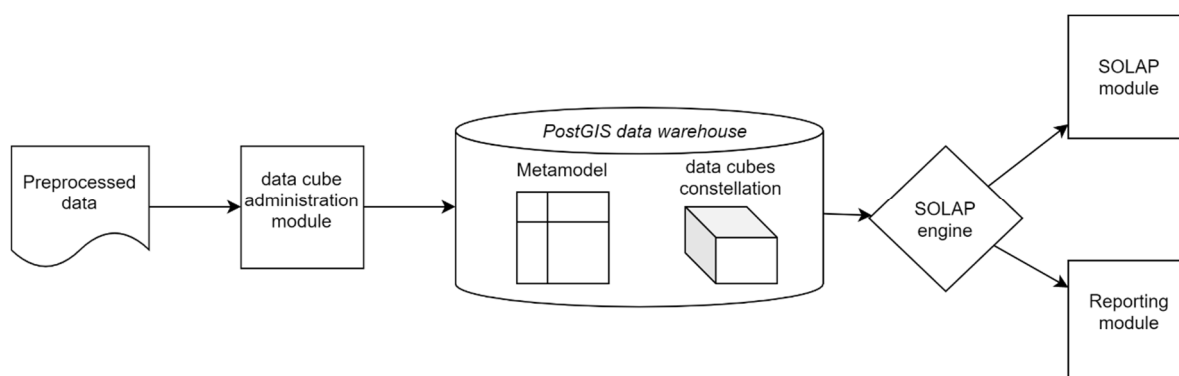 Preprocessed
data
data cube
administration
module
PostGIS data warehouse
Metamodel
data cubes
constellation
SOLAP
engine
SOLAP
module
Reporting
module